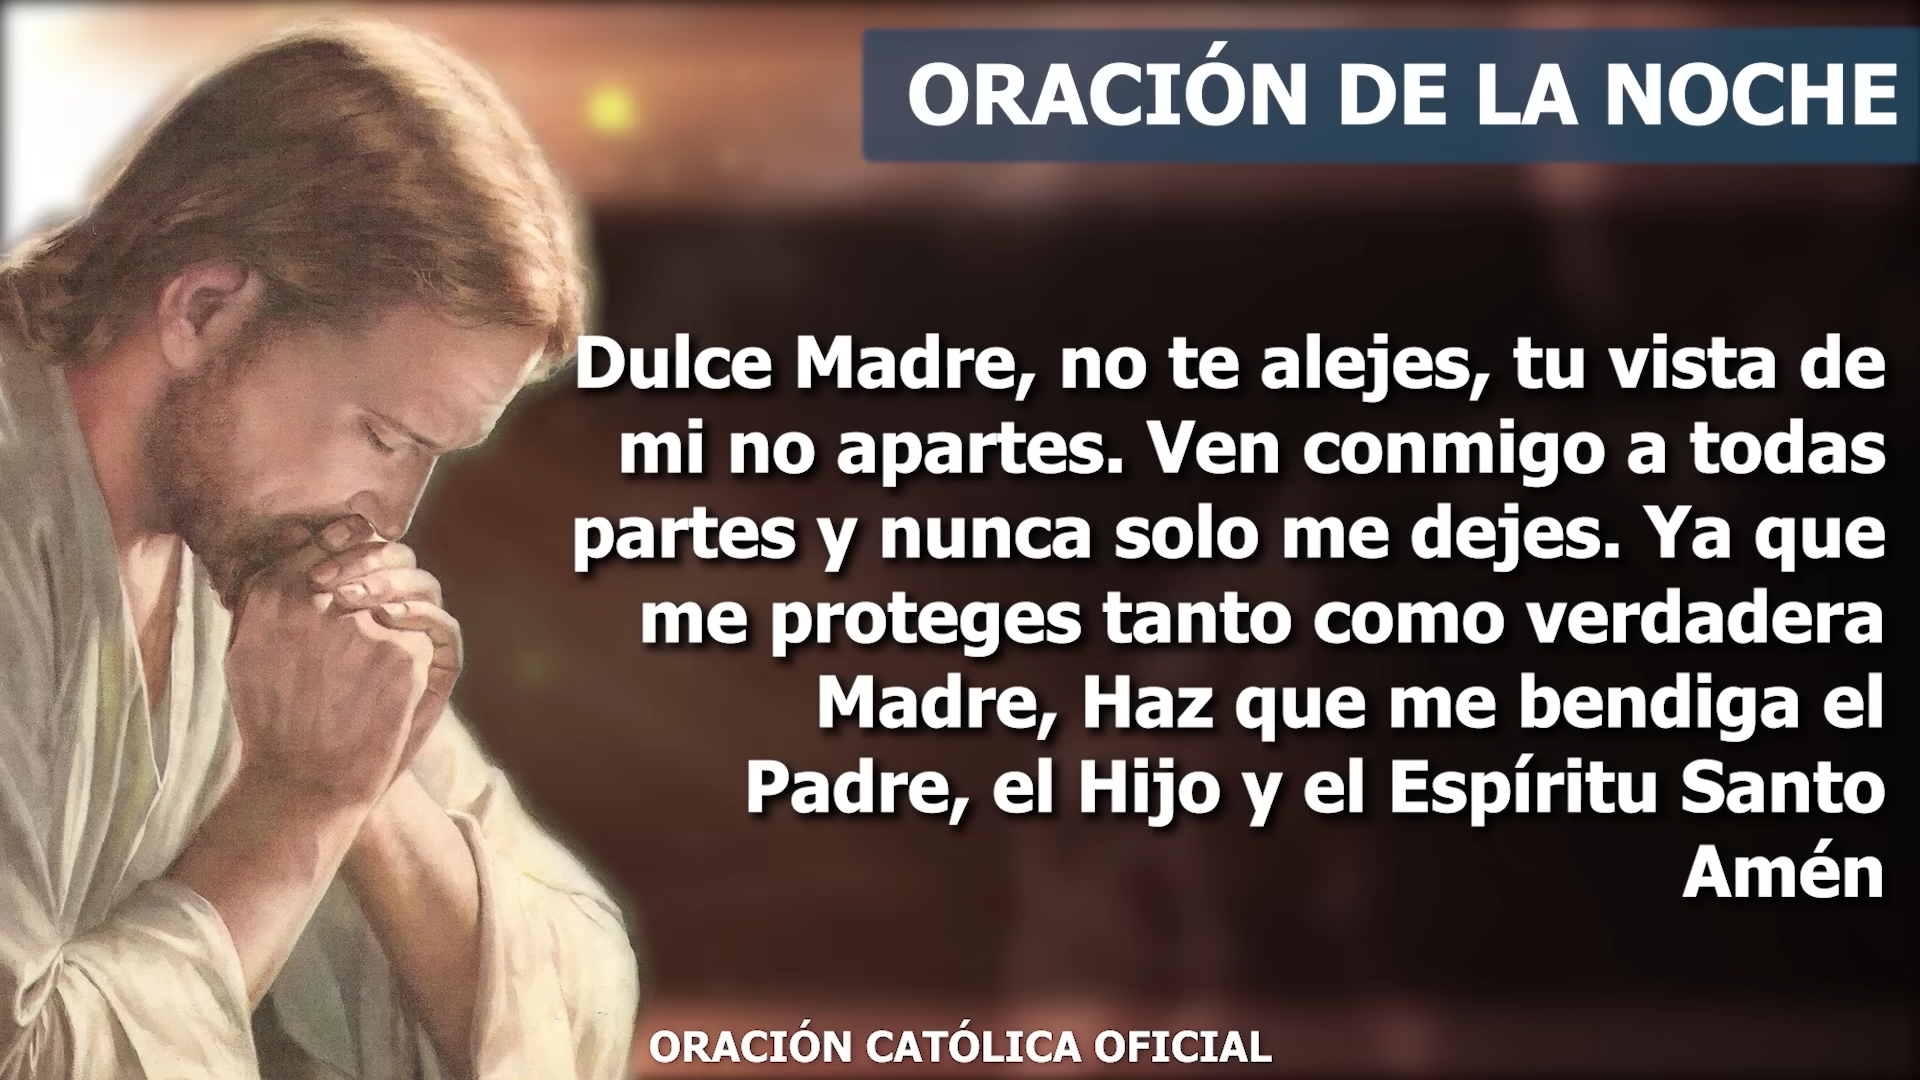 ORACIÓN DE LA NOCHE
Dulce Madre, no te alejes, tu vista de
mi no apartes. Ven conmigo a todas
partes y nunca solo me dejes. Ya que
me proteges tanto como verdadera
Madre, Haz que me bendiga el
Padre, el Hijo y el Espíritu Santo
Amén
ORACIÓN CATÓLICA OFICIAL